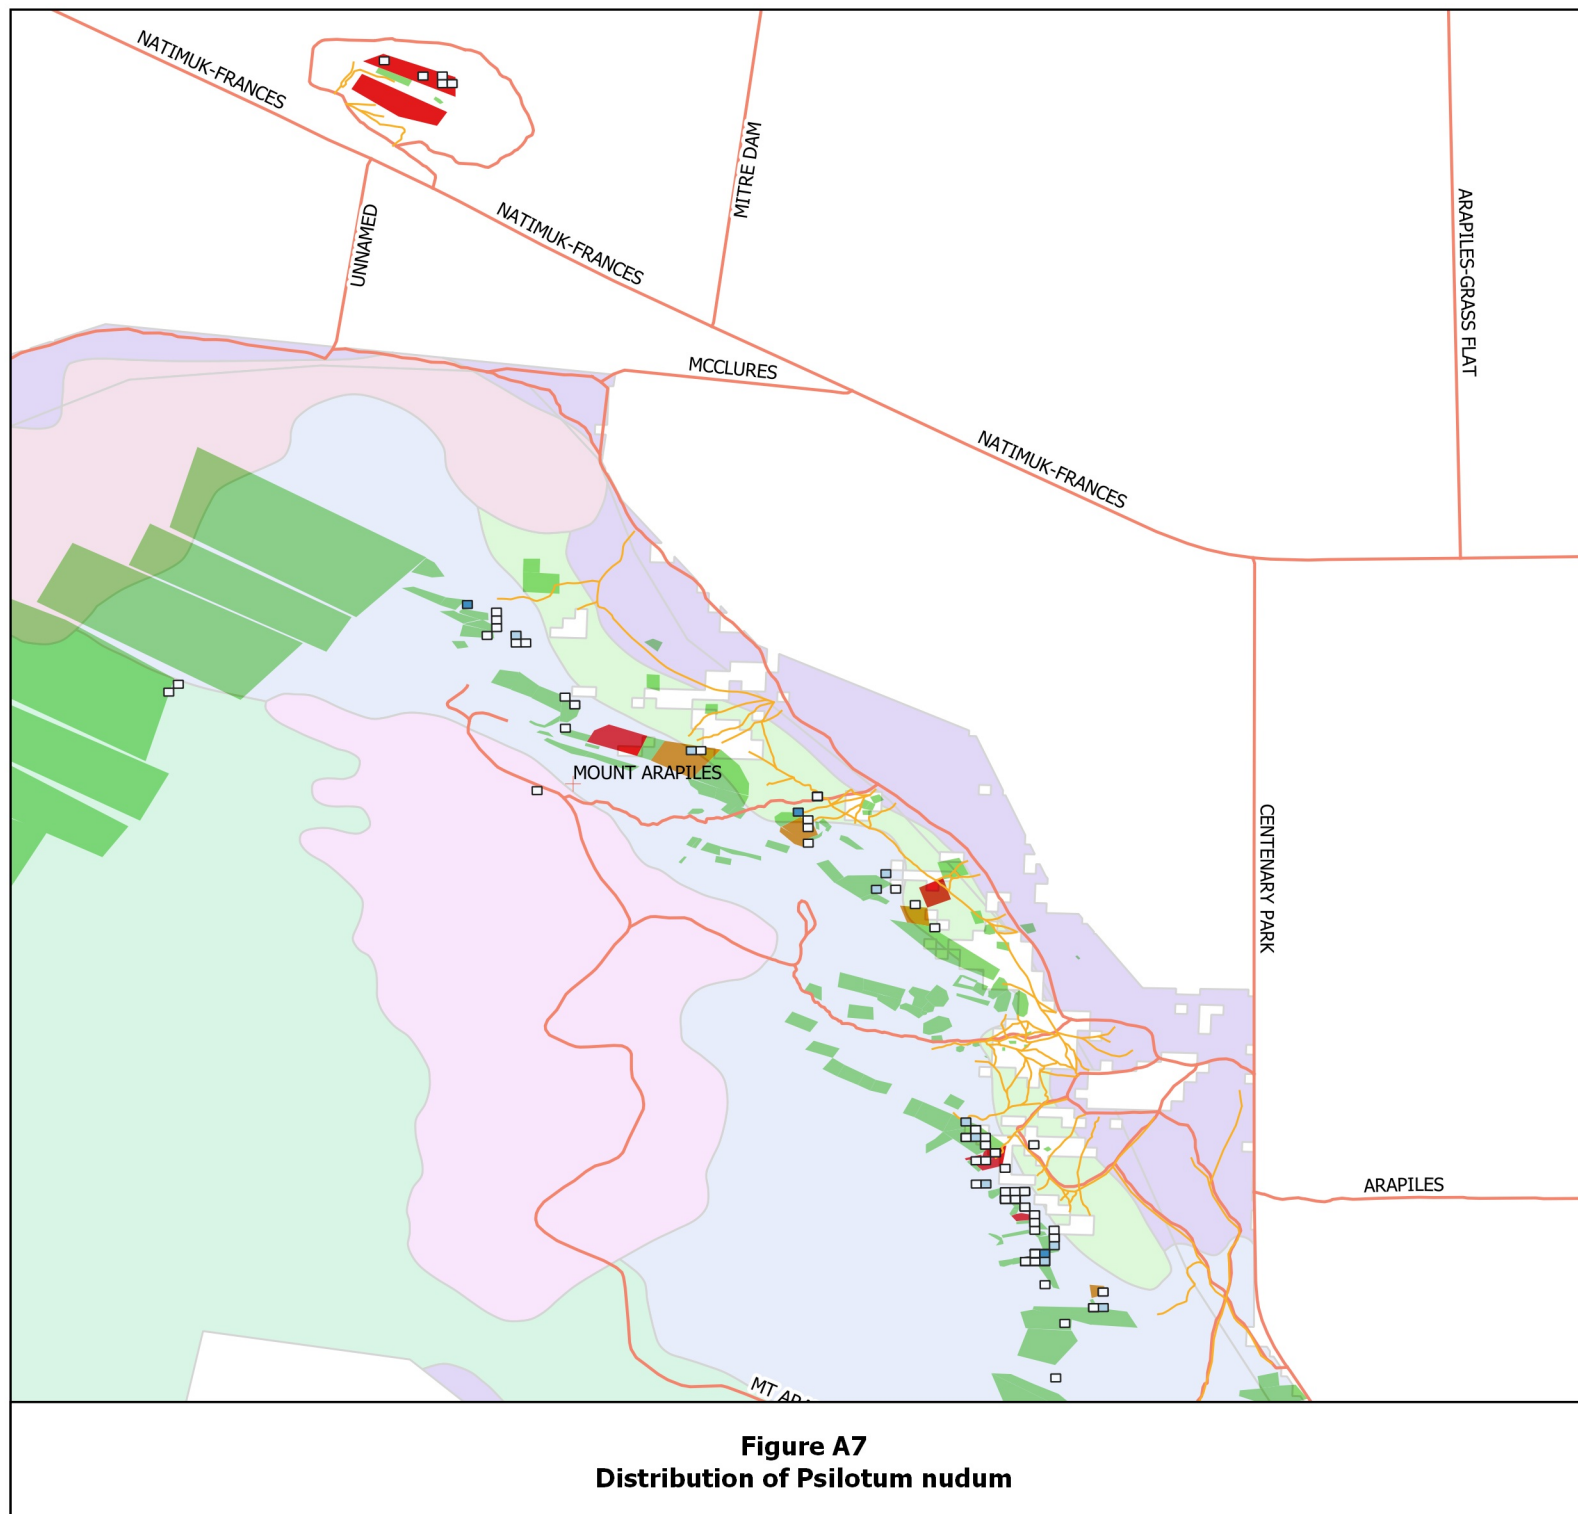 NATIMUK-FRANCES
MITRE DAM
UNNAMED
NATIMUK-FRANCES
ARAPILES-GRASS FLAT
MCCLURES
NATIMUK-FRANCES
MOUNT ARAPILES
CENTENARY PARK
ARAPILES
MT
Figure A7
Distribution of Psilotum nudum